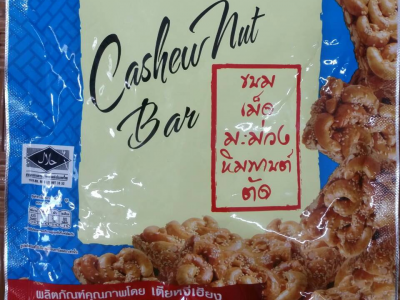 Cashew Nut
Bar
ขนม
เม็ด
มะม่วง
หิมพานต์
ตัด
ผลิตภัณฑ์คุณภาพโดย เตี่ยหงี่เฮียง